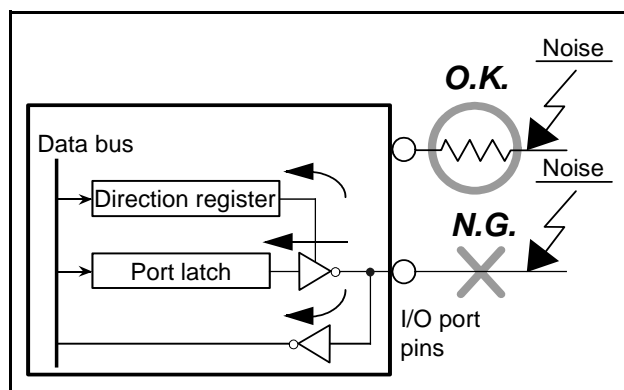 Noise
O.K.
Data bus
Noise
Direction register
N.G.
Port latch
I/O port
pins